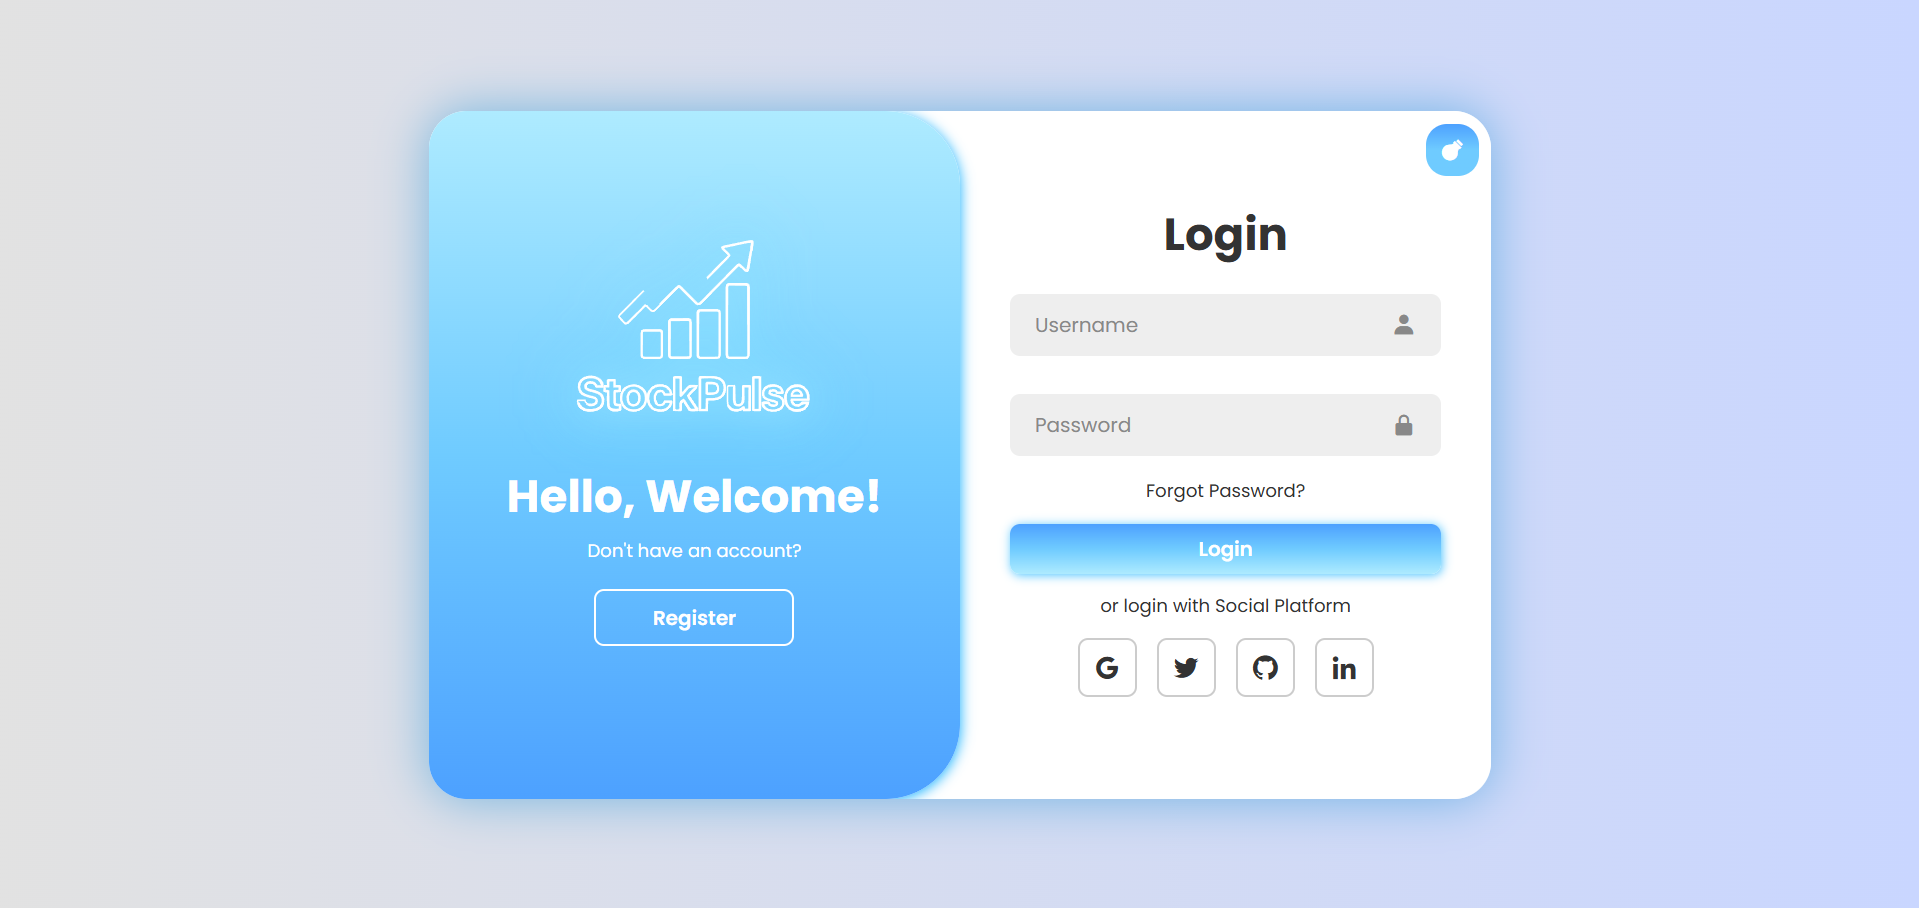 StockPulse
Hello, Welcome!
Don't have an account?
Register
Login
Username
Password
Forgot Password?
Login
or login with Social Platform